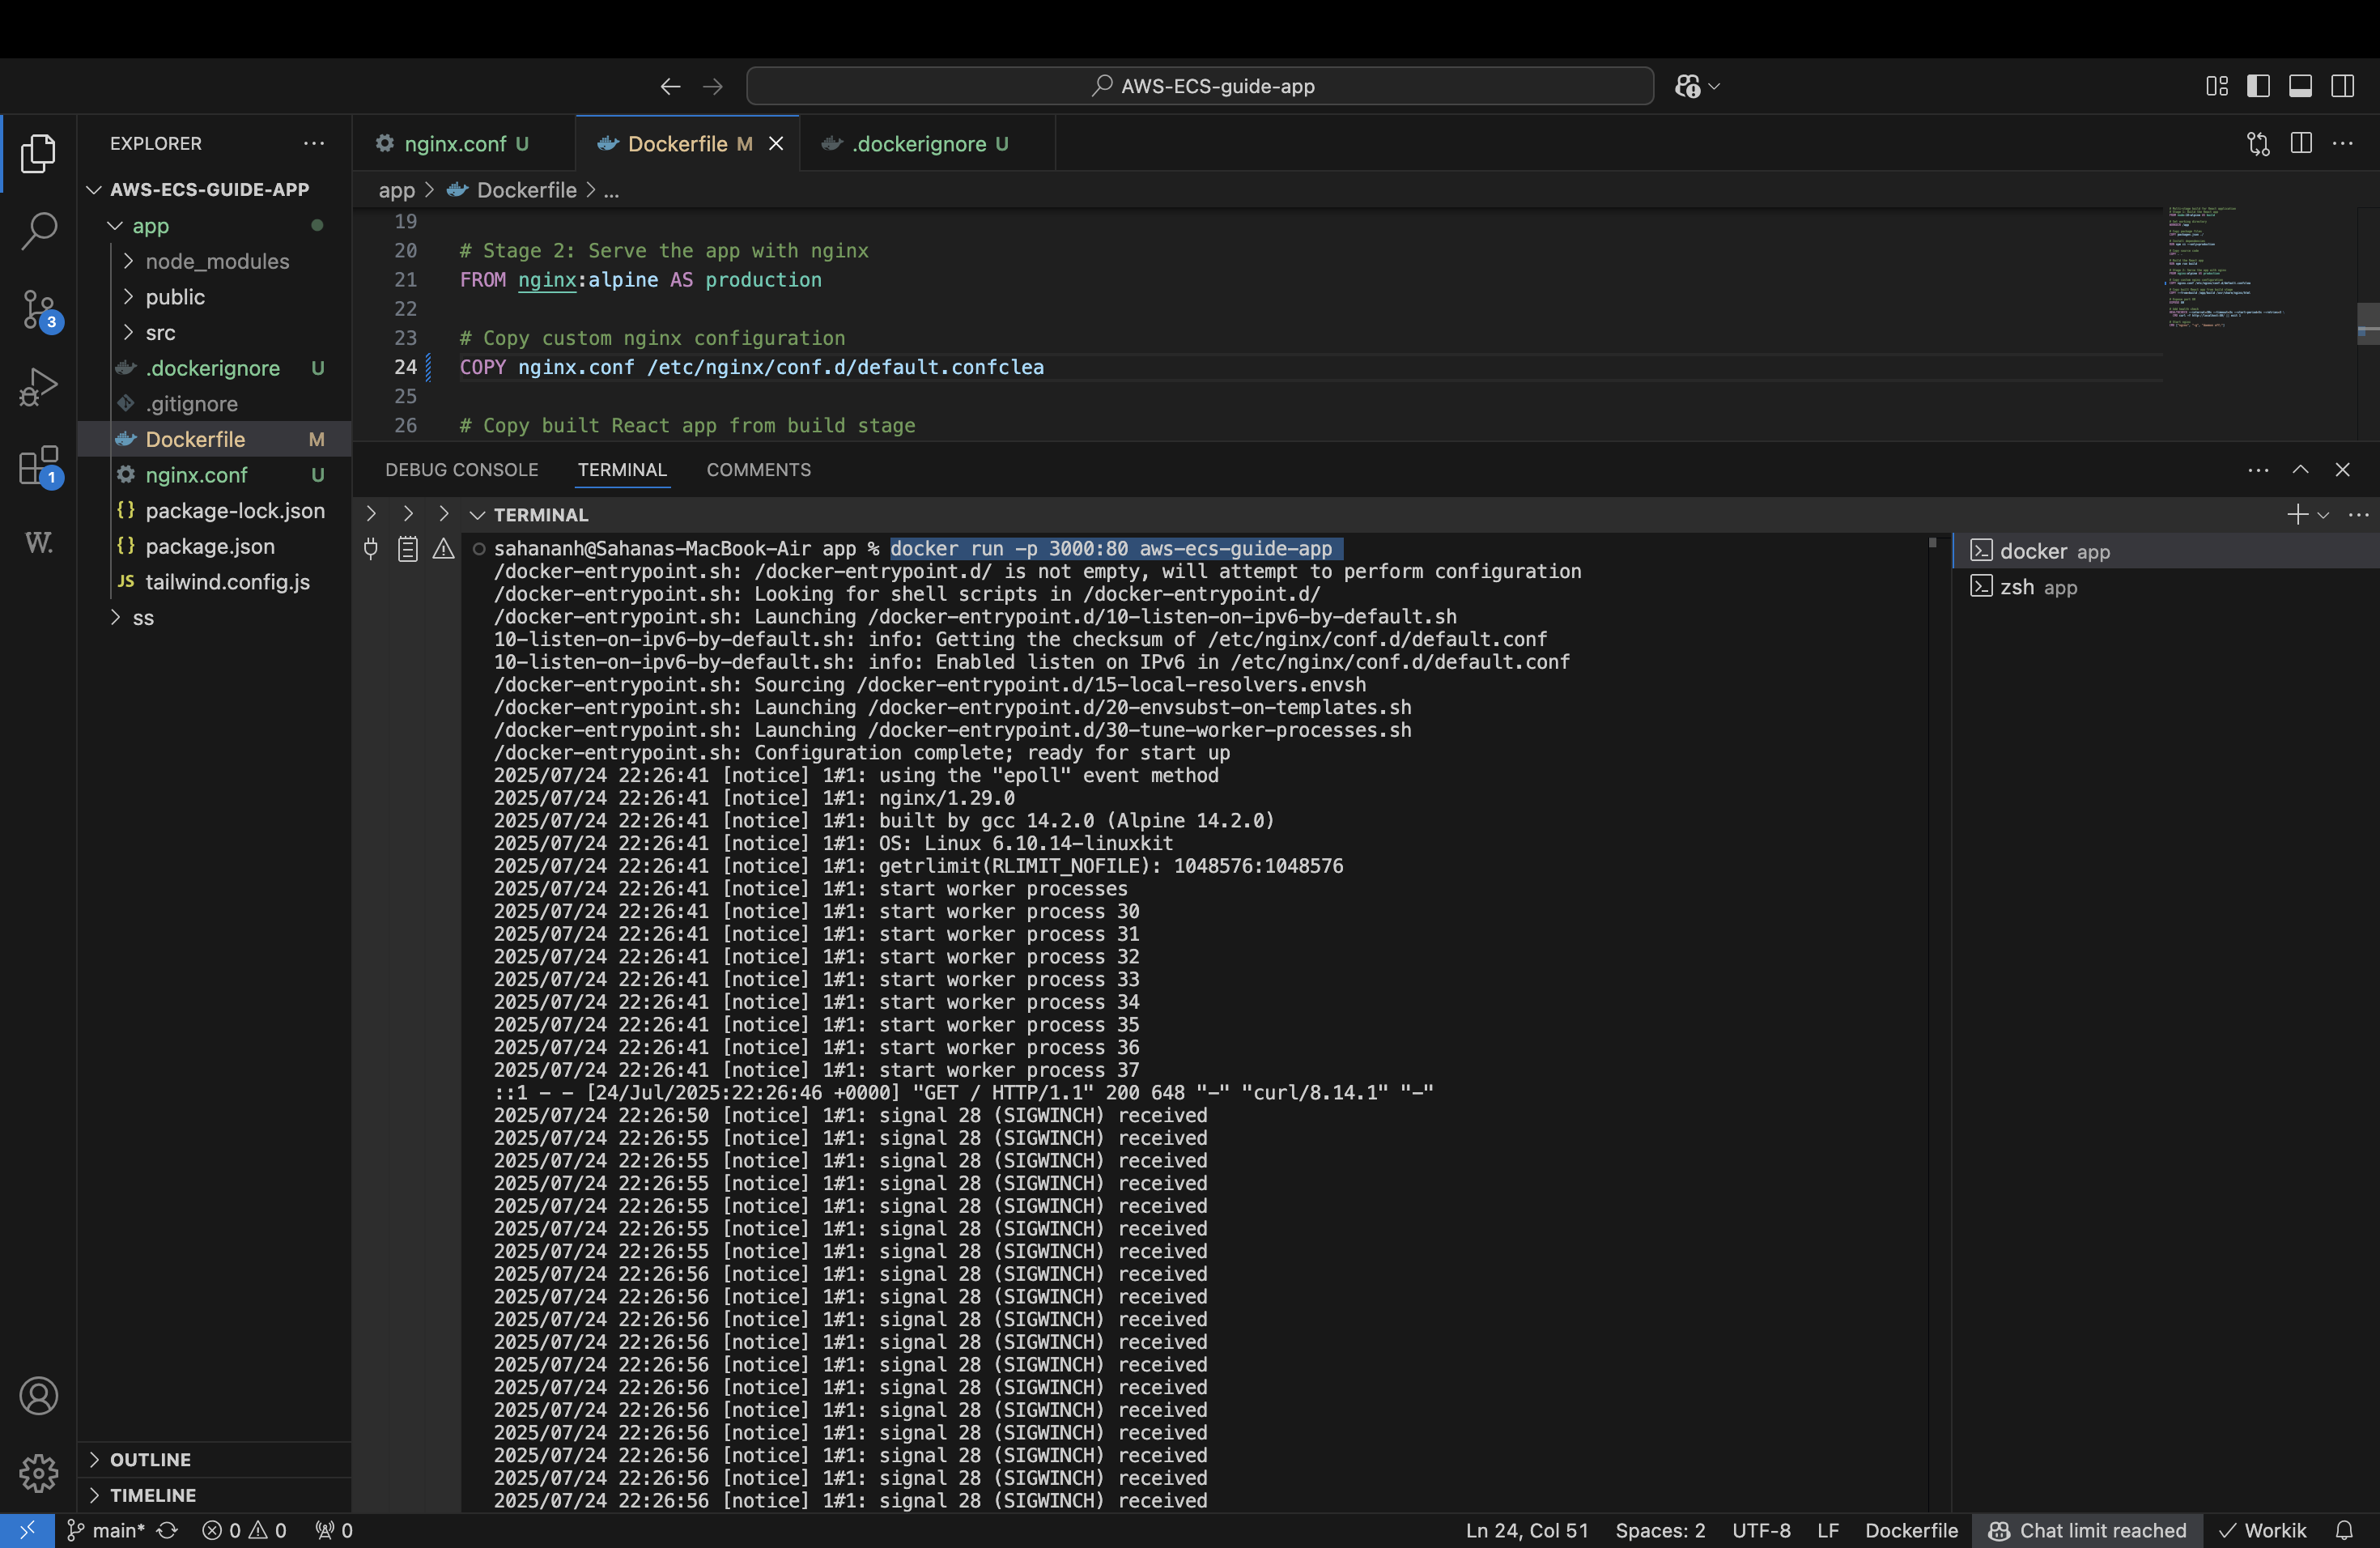 AWS-ECS-guide-app
EXPLORER
AWS-ECS-GUIDE-APP
app
node_modules
public
src
.dockerignore U
.gitignore
Dockerfile M
nginx.conf U
package-lock.json
package.json
JS tailwind.config.js
ss
OUTLINE
TIMELINE
3
1
W.
nginx.conf U
Dockerfile M
.dockerignore U
app > Dockerfile > ...
19
20 # Stage 2: Serve the app with nginx
21 FROM nginx:alpine AS production
22
23 # Copy custom nginx configuration
24 COPY nginx.conf /etc/nginx/conf.d/default.confclea
25
26 # Copy built React app from build stage
DEBUG CONSOLE TERMINAL COMMENTS
TERMINAL
sahananh@Sahanas-MacBook-Air app % docker run -p 3000:80 aws-ecs-guide-app
/docker-entrypoint.sh: /docker-entrypoint.d/ is not empty, will attempt to perform configuration
/docker-entrypoint.sh: Looking for shell scripts in /docker-entrypoint.d/
/docker-entrypoint.sh: Launching /docker-entrypoint.d/10-listen-on-ipv6-by-default.sh
10-listen-on-ipv6-by-default.sh: info: Getting the checksum of /etc/nginx/conf.d/default.conf
10-listen-on-ipv6-by-default.sh: info: Enabled listen on IPv6 in /etc/nginx/conf.d/default.conf
/docker-entrypoint.sh: Sourcing /docker-entrypoint.d/15-local-resolvers.envsh
/docker-entrypoint.sh: Launching /docker-entrypoint.d/20-envsubst-on-templates.sh
/docker-entrypoint.sh: Launching /docker-entrypoint.d/30-tune-worker-processes.sh
/docker-entrypoint.sh: Configuration complete; ready for start up
2025/07/24 22:26:41 [notice] 1#1: using the "epoll" event method
2025/07/24 22:26:41 [notice] 1#1: nginx/1.29.0
2025/07/24 22:26:41 [notice] 1#1: built by gcc 14.2.0 (Alpine 14.2.0)
2025/07/24 22:26:41 [notice] 1#1: OS: Linux 6.10.14-linuxkit
2025/07/24 22:26:41 [notice] 1#1: getrlimit(RLIMIT_NOFILE): 1048576:1048576
2025/07/24 22:26:41 [notice] 1#1: start worker processes
2025/07/24 22:26:41 [notice] 1#1: start worker process 30
2025/07/24 22:26:41 [notice] 1#1: start worker process 31
2025/07/24 22:26:41 [notice] 1#1: start worker process 32
2025/07/24 22:26:41 [notice] 1#1: start worker process 33
2025/07/24 22:26:41 [notice] 1#1: start worker process 34
2025/07/24 22:26:41 [notice] 1#1: start worker process 35
2025/07/24 22:26:41 [notice] 1#1: start worker process 36
2025/07/24 22:26:41 [notice] 1#1: start worker process 37
::1 - - [24/Jul/2025:22:26:46 +0000] "GET / HTTP/1.1" 200 648 "-" "curl/8.14.1" "-"
2025/07/24 22:26:50 [notice] 1#1: signal 28 (SIGWINCH) received
2025/07/24 22:26:55 [notice] 1#1: signal 28 (SIGWINCH) received
2025/07/24 22:26:55 [notice] 1#1: signal 28 (SIGWINCH) received
2025/07/24 22:26:55 [notice] 1#1: signal 28 (SIGWINCH) received
2025/07/24 22:26:55 [notice] 1#1: signal 28 (SIGWINCH) received
2025/07/24 22:26:55 [notice] 1#1: signal 28 (SIGWINCH) received
2025/07/24 22:26:55 [notice] 1#1: signal 28 (SIGWINCH) received
2025/07/24 22:26:56 [notice] 1#1: signal 28 (SIGWINCH) received
2025/07/24 22:26:56 [notice] 1#1: signal 28 (SIGWINCH) received
2025/07/24 22:26:56 [notice] 1#1: signal 28 (SIGWINCH) received
2025/07/24 22:26:56 [notice] 1#1: signal 28 (SIGWINCH) received
2025/07/24 22:26:56 [notice] 1#1: signal 28 (SIGWINCH) received
2025/07/24 22:26:56 [notice] 1#1: signal 28 (SIGWINCH) received
2025/07/24 22:26:56 [notice] 1#1: signal 28 (SIGWINCH) received
2025/07/24 22:26:56 [notice] 1#1: signal 28 (SIGWINCH) received
2025/07/24 22:26:56 [notice] 1#1: signal 28 (SIGWINCH) received
2025/07/24 22:26:56 [notice] 1#1: signal 28 (SIGWINCH) received
2025/07/24 22:26:56 [notice] 1#1: signal 28 (SIGWINCH) received
docker app
zsh app
main* 0 0 0 Ln 24, Col 51 Spaces: 2 UTF-8 LF Dockerfile Chat limit reached Workik